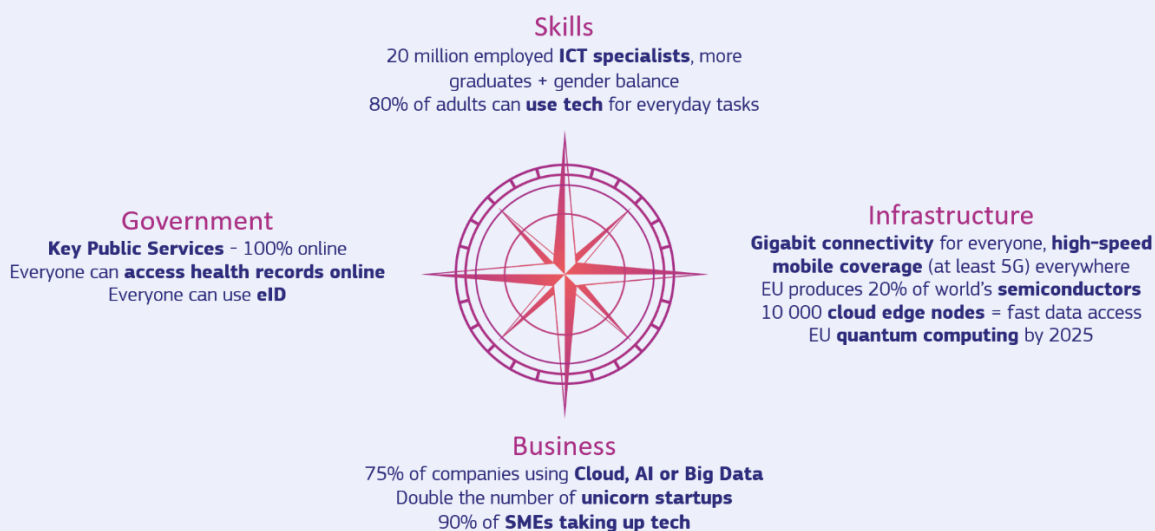 Skills
20 million employed ICT specialists, more
graduates + gender balance
80% of adults can use tech for everyday tasks
Government
Key Public Services - 100% online
Everyone can access health records online
Everyone can use eID
Infrastructure
Gigabit connectivity for everyone, high-speed
mobile coverage (at least 5G) everywhere
EU produces 20% of world's semiconductors
10 000 cloud edge nodes = fast data access
EU quantum computing by 2025
Business
75% of companies using Cloud, AI or Big Data
Double the number of unicorn startups
90% of SMEs taking up tech